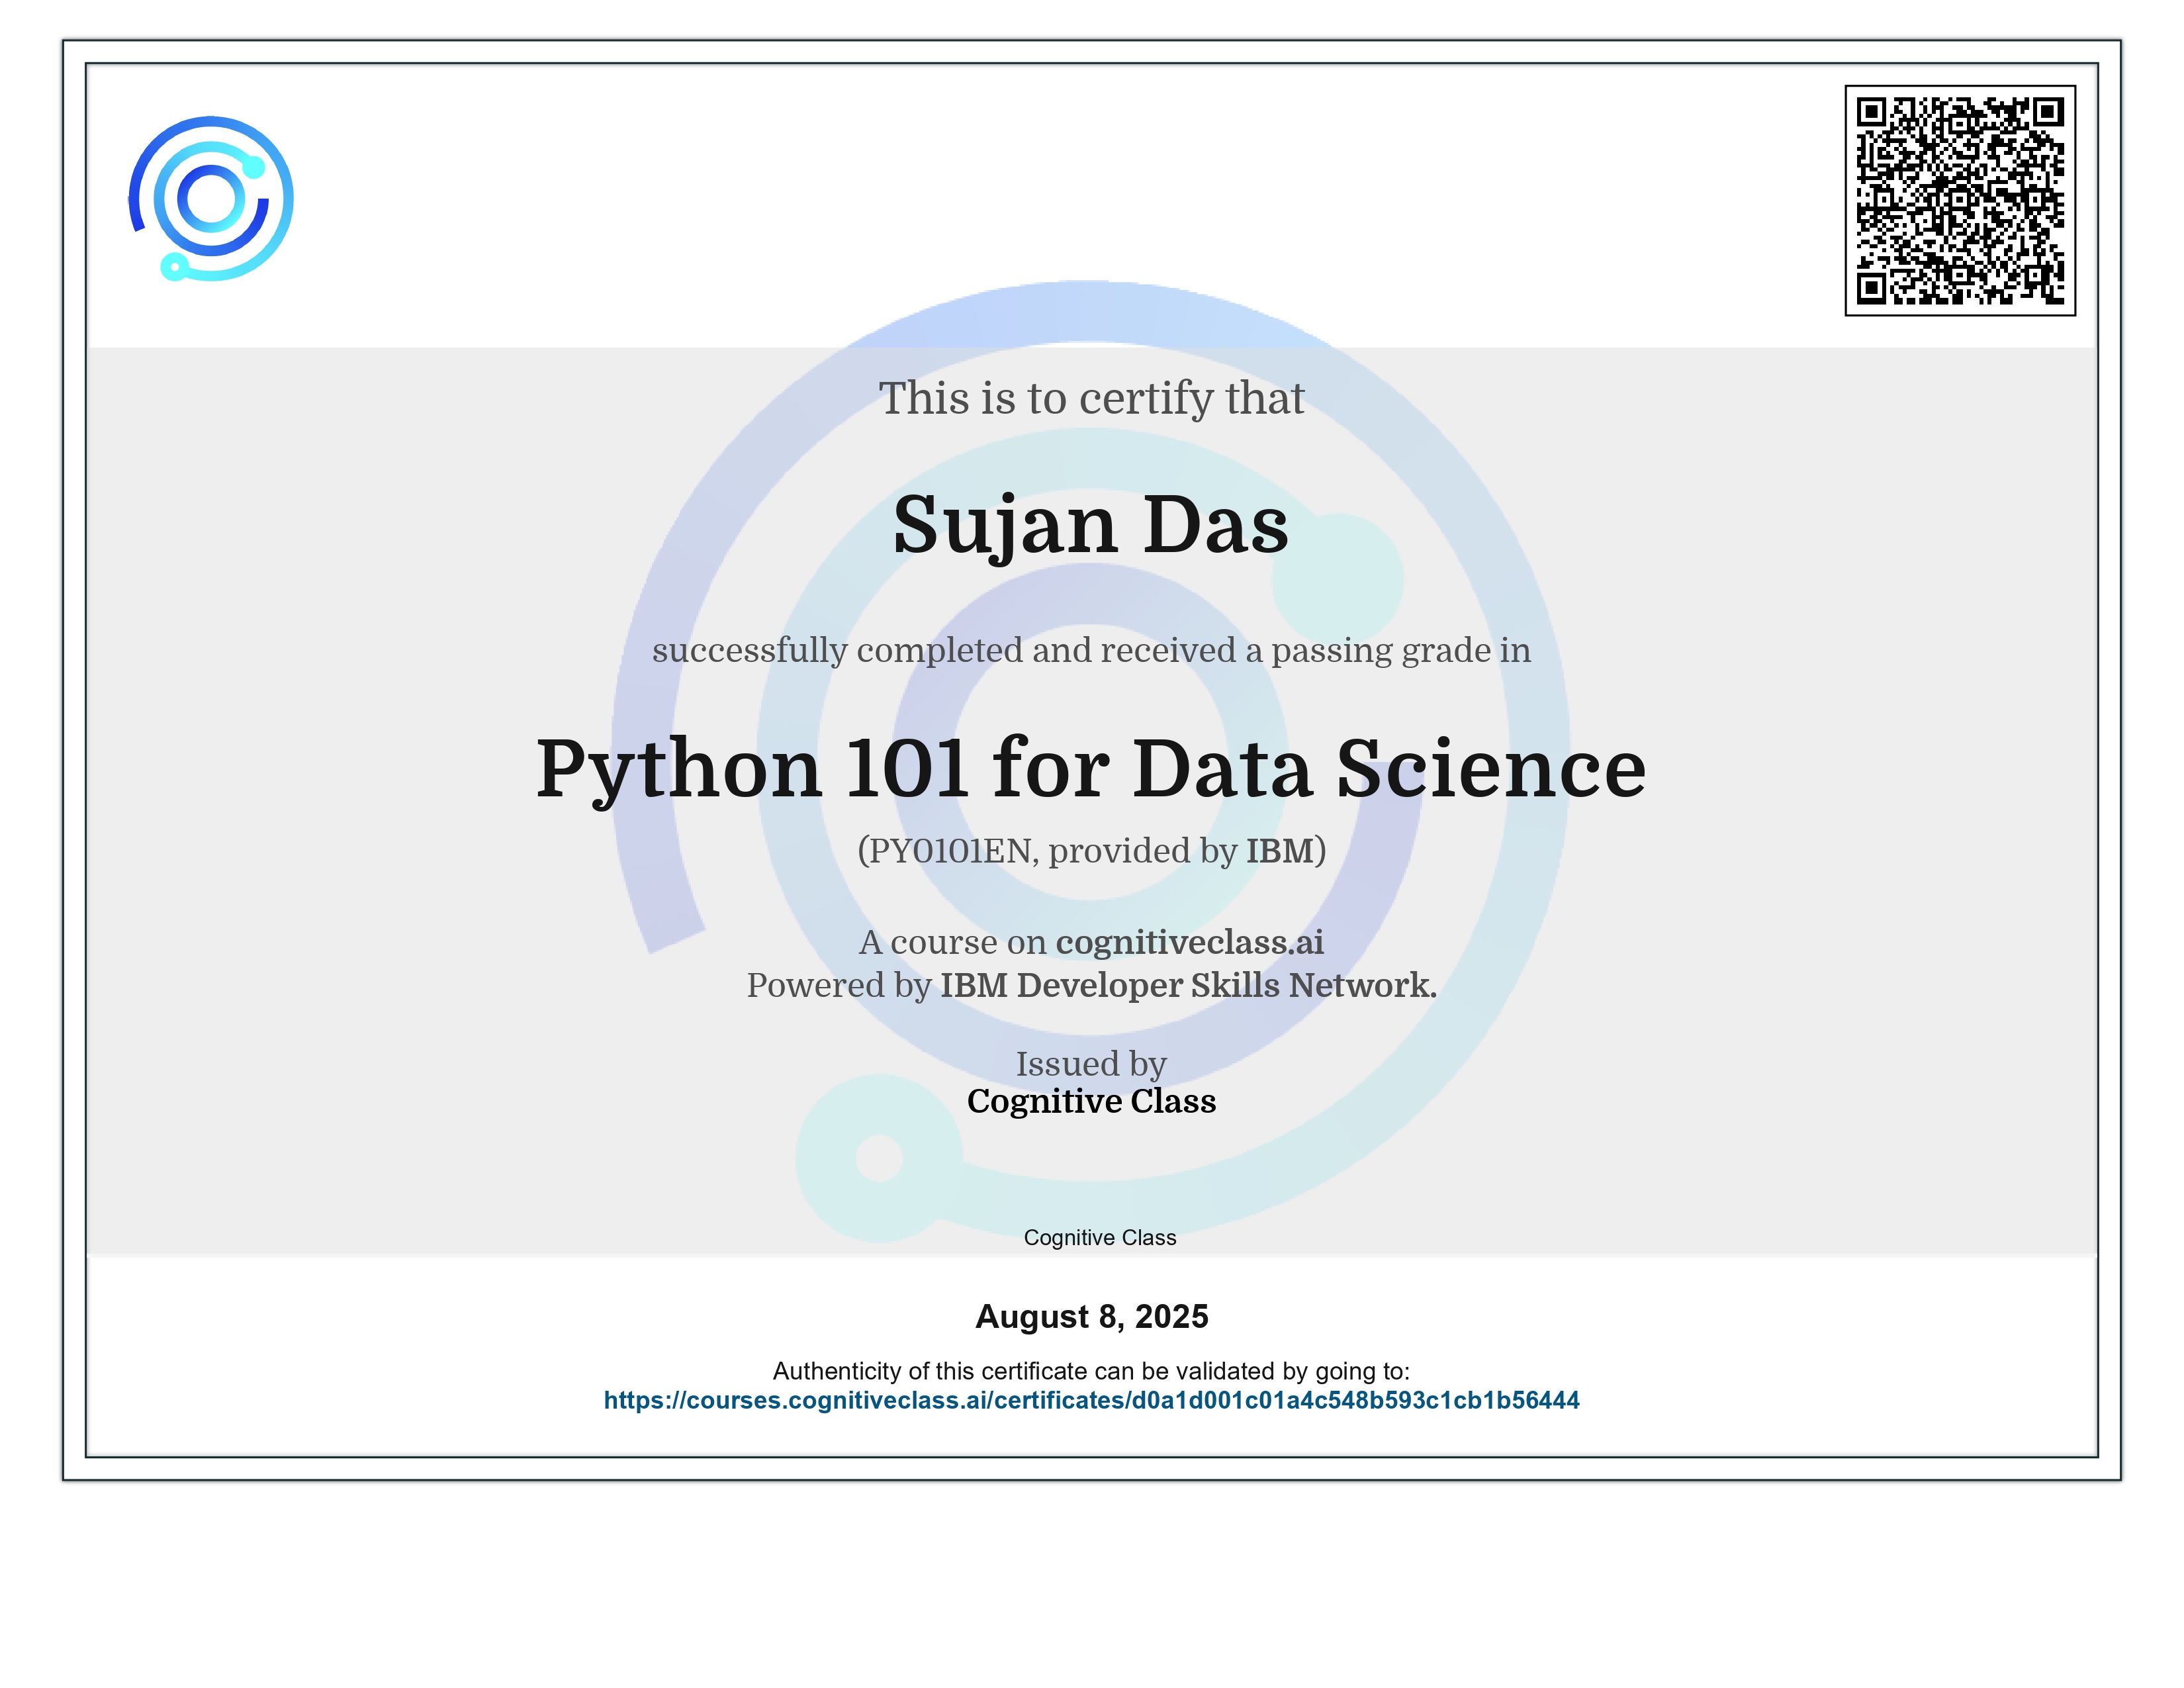 This is to certify that
Sujan Das
successfully completed and received a passing grade in
Python 101 for Data Science
(PY0101EN, provided by IBM)
A course on cognitiveclass.ai
Powered by IBM Developer Skills Network.
Issued by
Cognitive Class
Cognitive Class
August 8, 2025
Authenticity of this certificate can be validated by going to:
https://courses.cognitiveclass.ai/certificates/d0a1d001c01a4c548b593c1cb1b56444